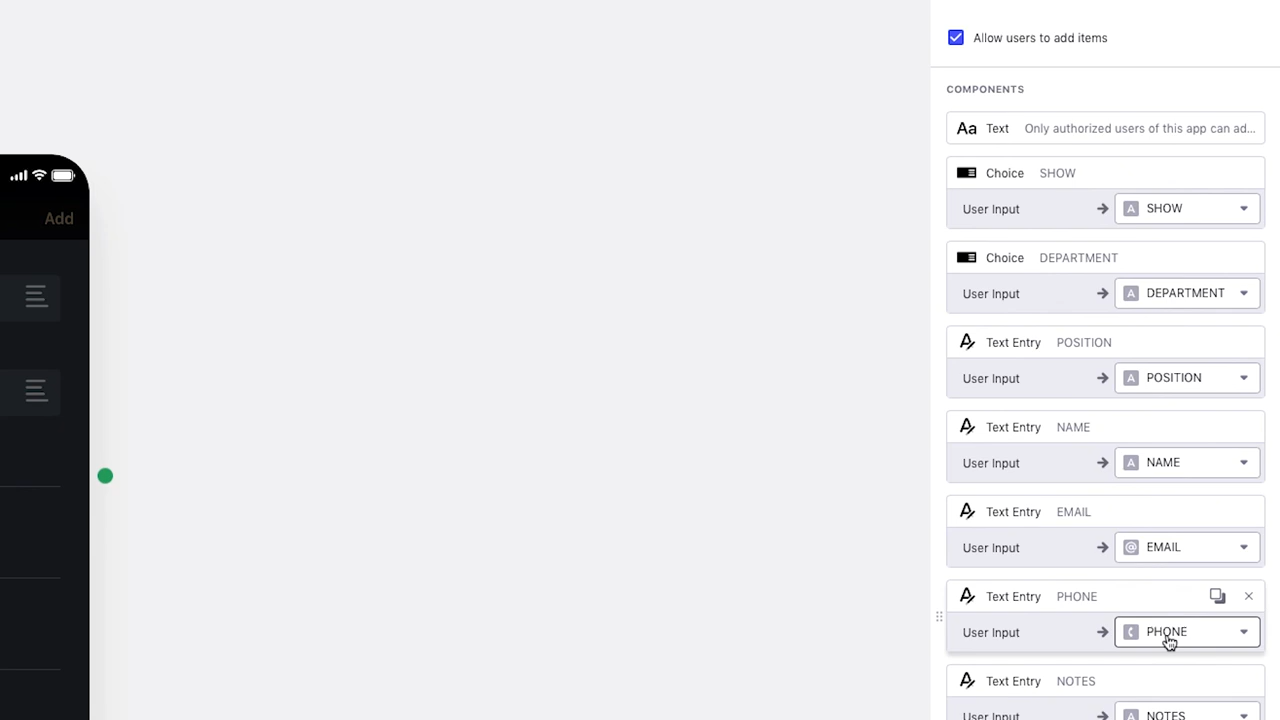 Allow users to add items
COMPONENTS
Aa Text Only authorized users of this app can ad...
Choice SHOW
User Input → A SHOW
Choice DEPARTMENT
User Input → A DEPARTMENT
Text Entry POSITION
User Input → A POSITION
Text Entry NAME
User Input → A NAME
Text Entry EMAIL
User Input → @ EMAIL
Text Entry PHONE
User Input → PHONE
Text Entry NOTES
User Input → A NOTES
Add